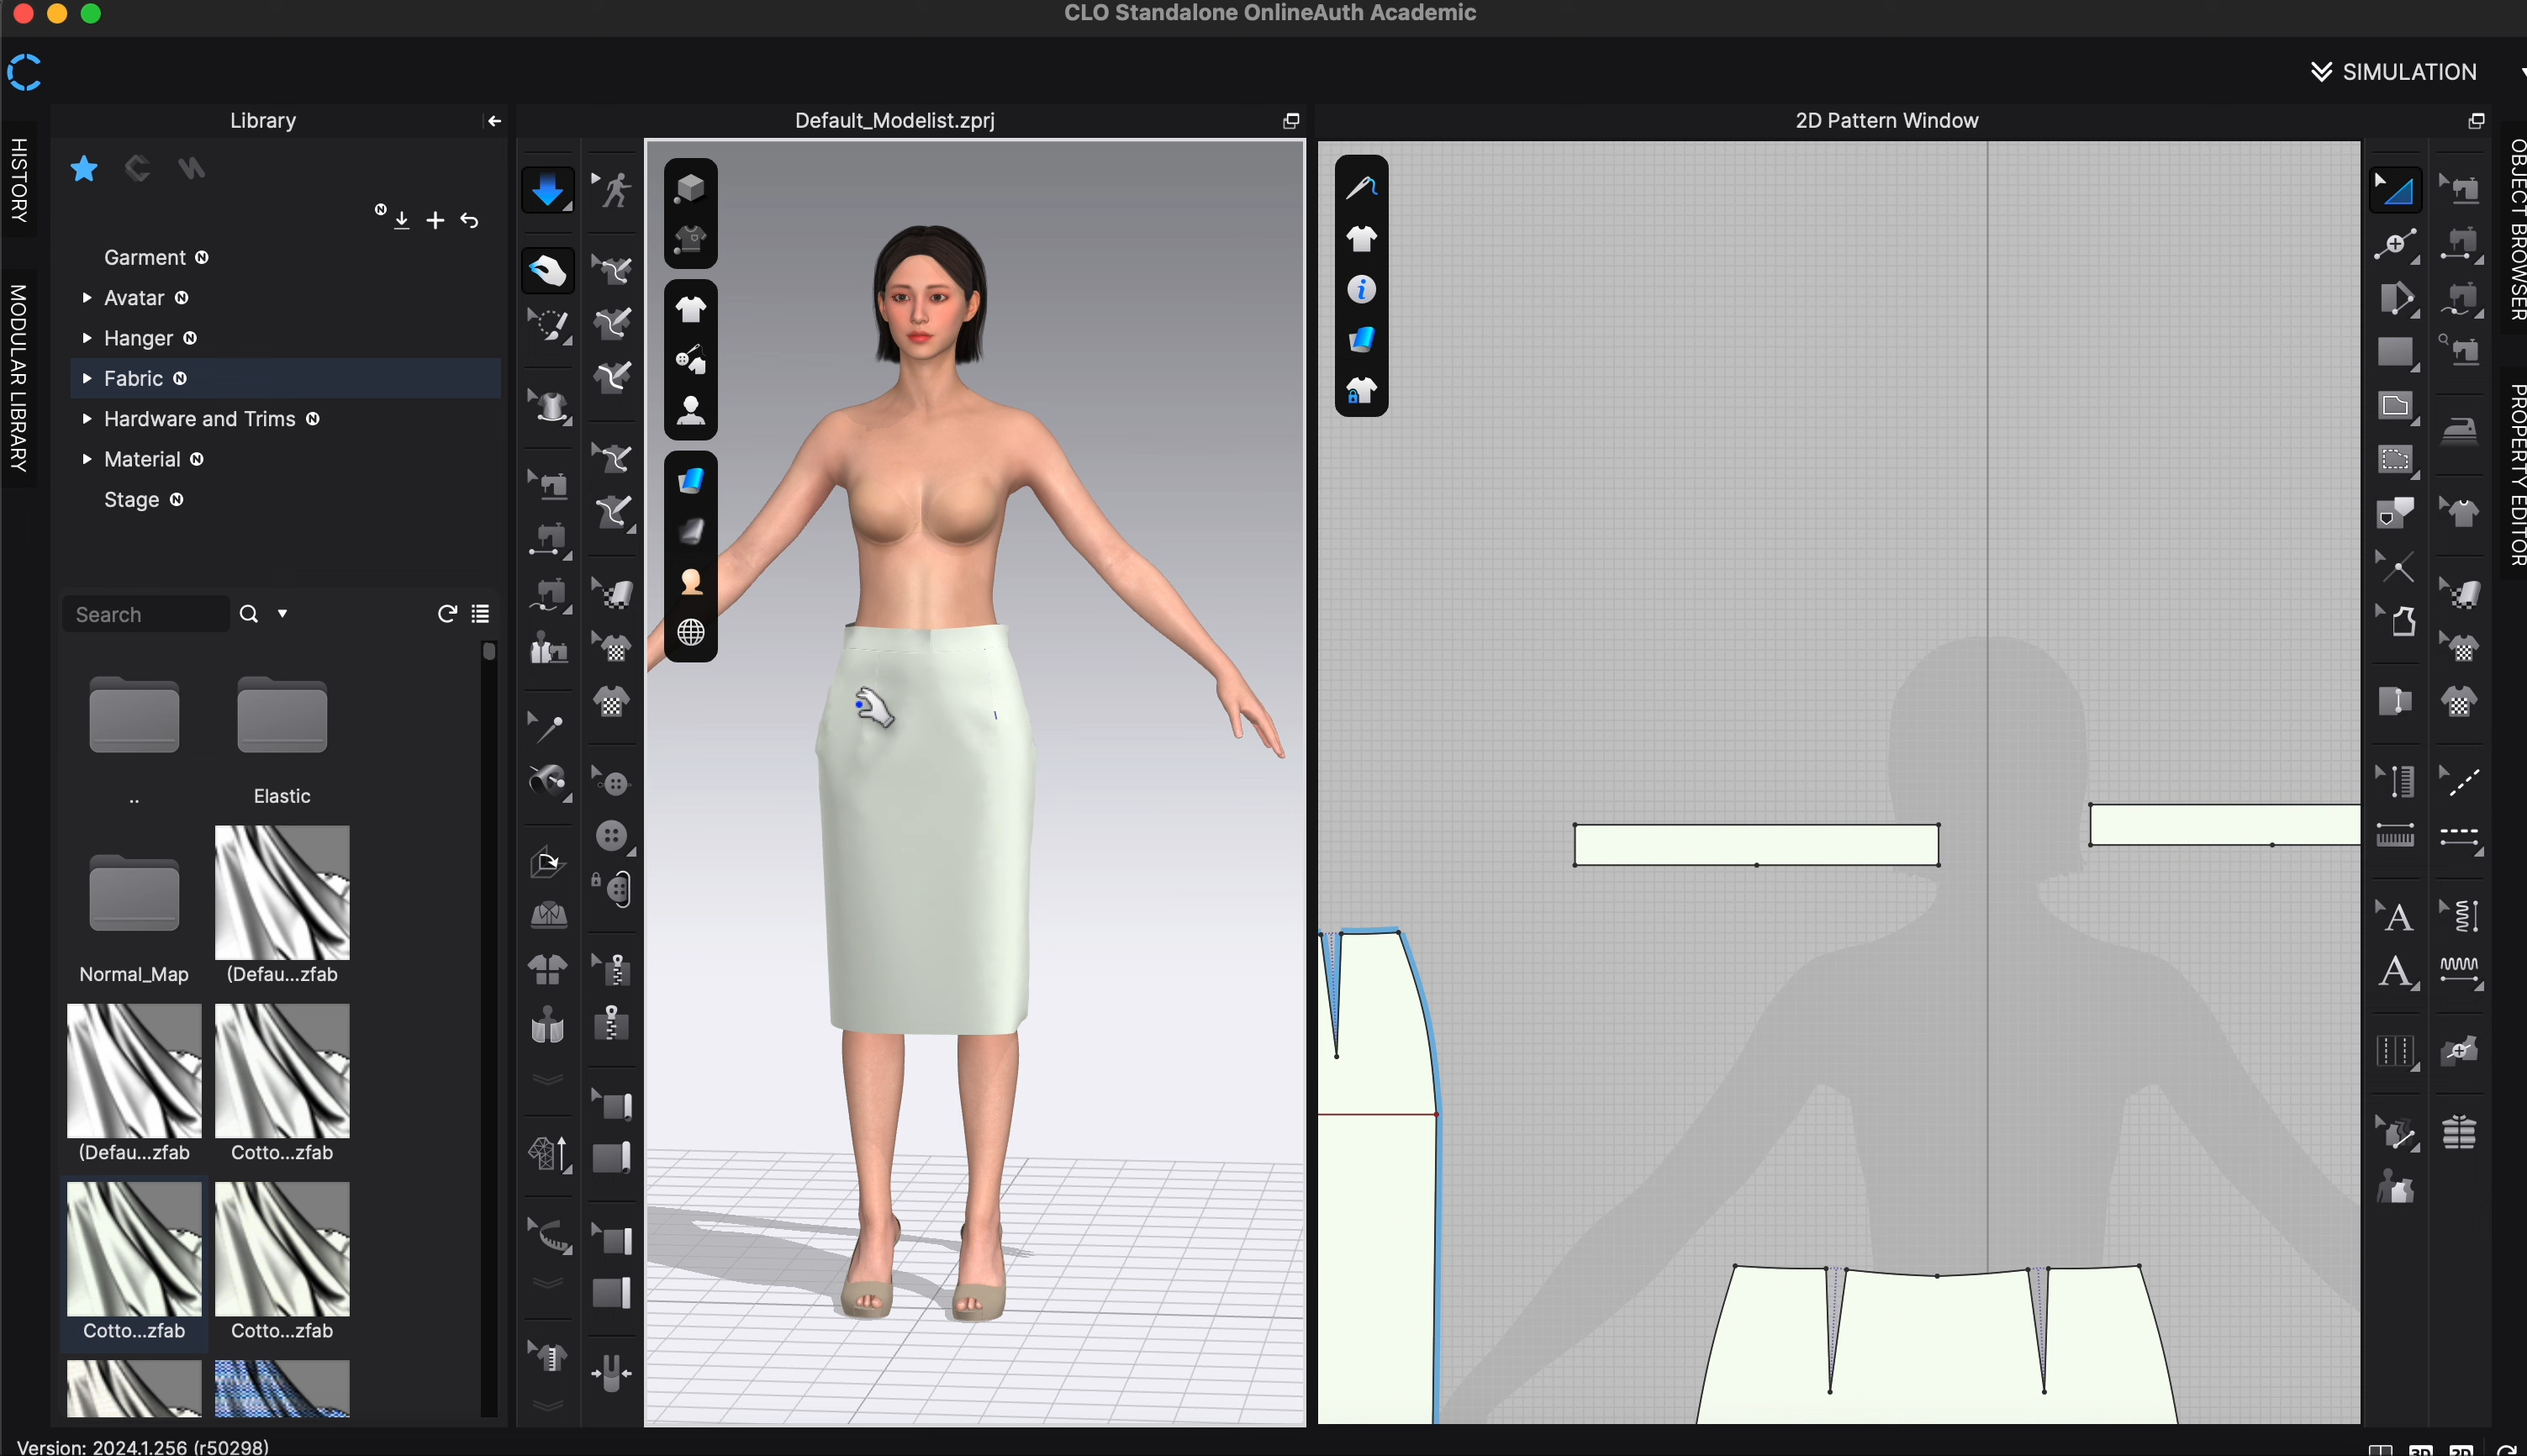 CLO Standalone OnlineAuth Academic
SIMULATION
HISTORY
MODULAR LIBRARY
Library
Garment N
Avatar N
Hanger N
Fabric N
Hardware and Trims N
Material N
Stage N
Search
..
Elastic
Normal_Map
(Defau...zfab
(Defau...zfab
Cotto...zfab
Cotto...zfab
Cotto...zfab
Default_Modelist.zprj
2D Pattern Window
A
A
OBJECT BROWSER
PROPERTY EDITOR
Version: 2024.1.256 (r50298)
3D
2D